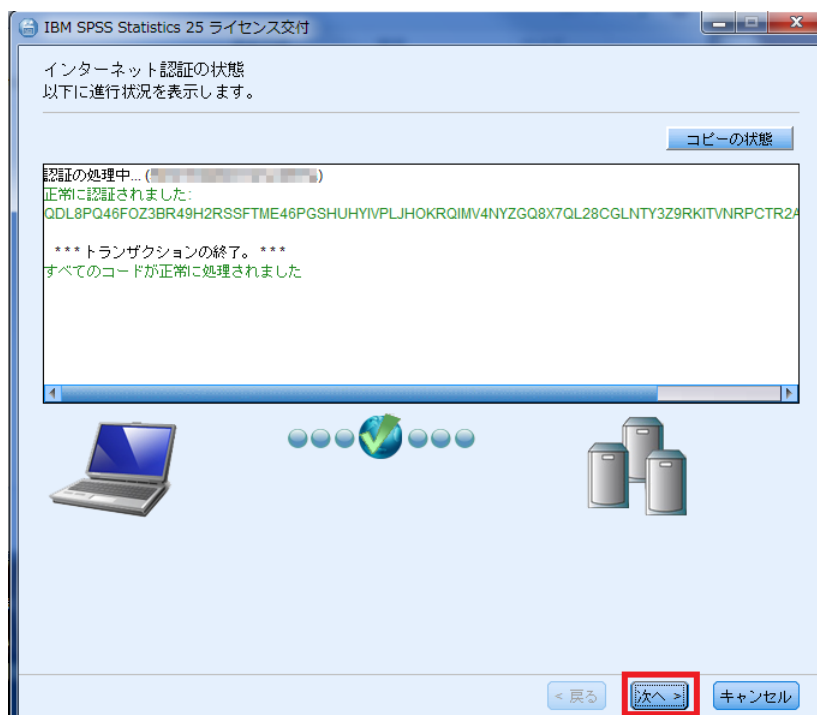 IBM SPSS Statistics 25 ライセンス交付
インターネット認証の状態
以下に進行状況を表示します。
コピーの状態
認証の処理中... ( )
正常に認証されました:
QDL8PQ46FOZ3BR49H2RSSFTME46PGSHUHYIVPLJHOKRQIMV4NYZGQ8X7QL28CGLNTY3Z9RKITVNRPCTR2A
*** トランザクションの終了。 ***
すべてのコードが正常に処理されました
< 戻る
次へ >
キャンセル